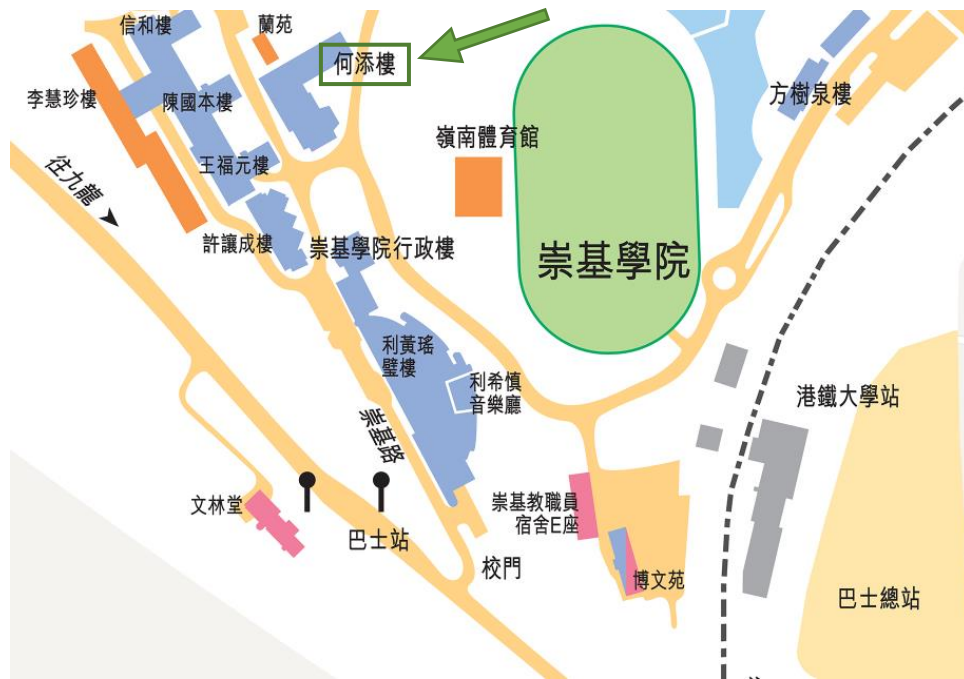 信和樓
蘭苑
何添樓
李慧珍樓
陳國本樓
方樹泉樓
嶺南體育館
往九龍
王福元樓
許讓成樓
崇基學院行政樓
崇基學院
利黃瑤
璧樓
利希慎
音樂廳
港鐵大學站
崇基路
文林堂
崇基教職員
宿舍E座
巴士站
校門
博文苑
巴士總站